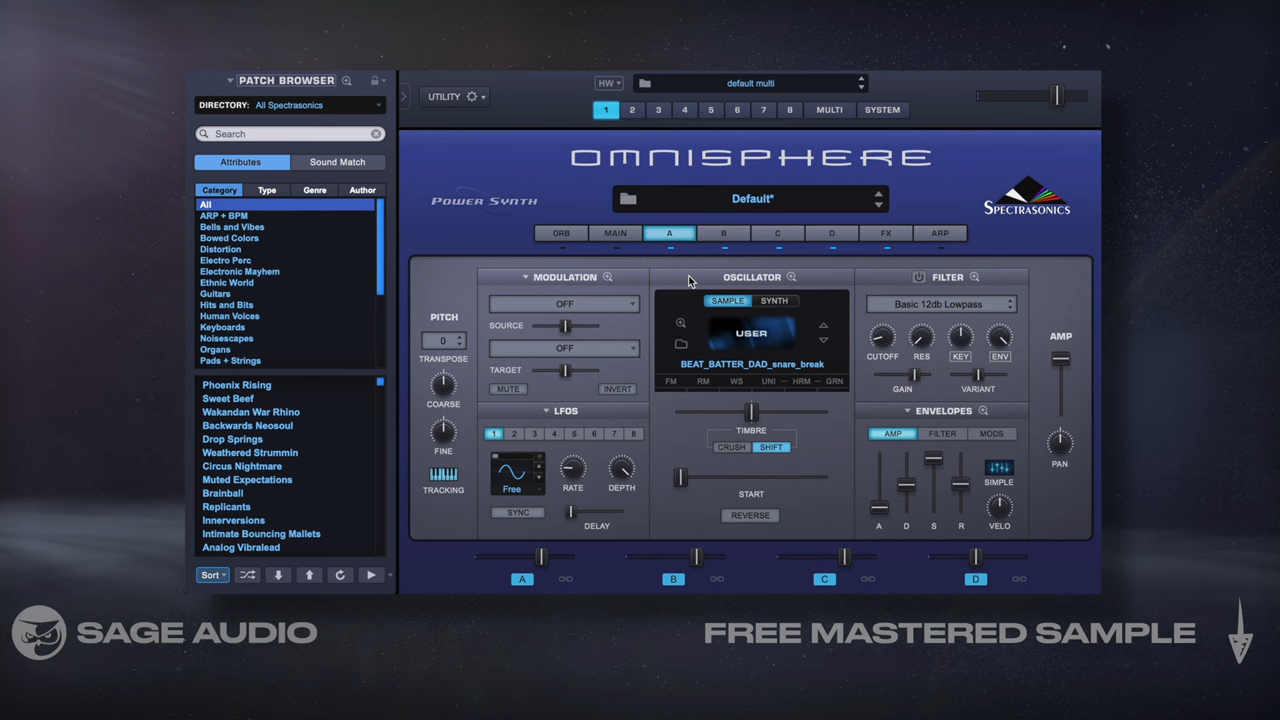 PATCH BROWSER
DIRECTORY: All Spectrasonics
Search
Attributes
Sound Match
Category
Type
Genre
Author
All
ARP + BPM
Bells and Vibes
Bowed Colors
Distortion
Electro Perc
Electronic Mayhem
Ethnic World
Guitars
Hits and Bits
Human Voices
Keyboards
Noisescapes
Organs
Pads + Strings
Phoenix Rising
Sweet Beef
Wakandan War Rhino
Backwards Neosoul
Drop Springs
Weathered Strummin
Circus Nightmare
Muted Expectations
Brainball
Replicants
Innerversions
Intimate Bouncing Mallets
Analog Vibralead
Sort
UTILITY
HW
default multi
1 2 3 4 5 6 7 8 MULTI SYSTEM
OMNISPHERE
POWER SYNTH
Default*
SPECTRASONICS
ORB MAIN A B C D FX ARP
PITCH
0
TRANSPOSE
COARSE
FINE
TRACKING
MODULATION
OFF
SOURCE
OFF
TARGET
MUTE
INVERT
LFOS
1 2 3 4 5 6 7 8
Free
RATE
DEPTH
SYNC
DELAY
OSCILLATOR
SAMPLE
SYNTH
USER
BEAT_BATTER_DAD_snare_break
FM RM WS UNI HRM GRN
TIMBRE
CRUSH
SHIFT
START
REVERSE
FILTER
Basic 12db Lowpass
CUTOFF
RES
KEY
ENV
GAIN
VARIANT
ENVELOPES
AMP
FILTER
MODS
SIMPLE
A D S R
VELO
AMP
PAN
A
B
C
D
SAGE AUDIO
FREE MASTERED SAMPLE